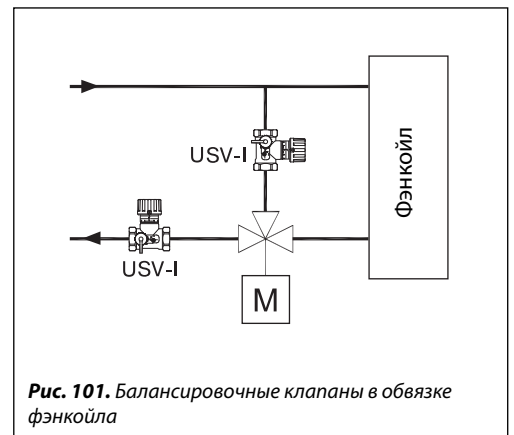 USV-I
Фэнкойл
USV-I
M
Рис. 101. Балансировочные клапаны в обвязке
фэнкойла